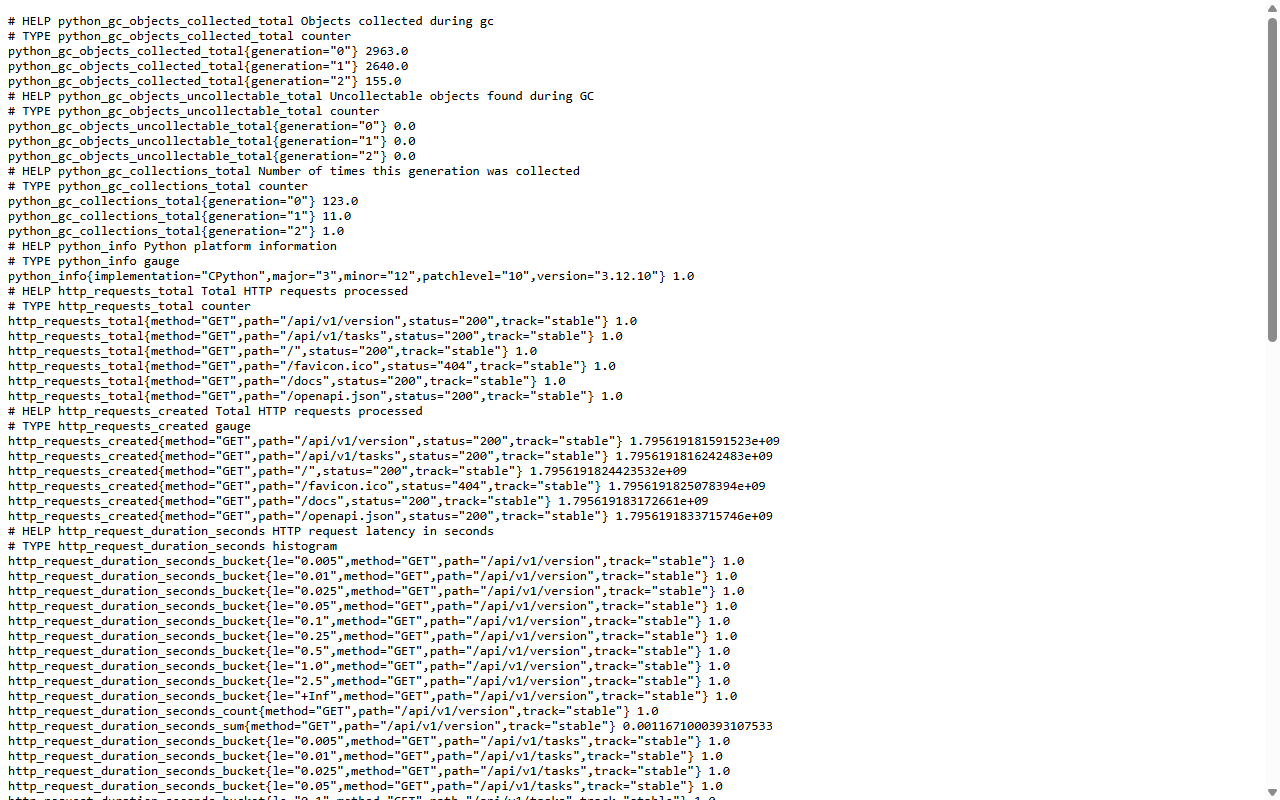 # HELP python_gc_objects_collected_total Objects collected during gc
# TYPE python_gc_objects_collected_total counter
python_gc_objects_collected_total{generation="0"} 2963.0
python_gc_objects_collected_total{generation="1"} 2640.0
python_gc_objects_collected_total{generation="2"} 155.0
# HELP python_gc_objects_uncollectable_total Uncollectable objects found during GC
# TYPE python_gc_objects_uncollectable_total counter
python_gc_objects_uncollectable_total{generation="0"} 0.0
python_gc_objects_uncollectable_total{generation="1"} 0.0
python_gc_objects_uncollectable_total{generation="2"} 0.0
# HELP python_gc_collections_total Number of times this generation was collected
# TYPE python_gc_collections_total counter
python_gc_collections_total{generation="0"} 123.0
python_gc_collections_total{generation="1"} 11.0
python_gc_collections_total{generation="2"} 1.0
# HELP python_info Python platform information
# TYPE python_info gauge
python_info{implementation="CPython",major="3",minor="12",patchlevel="10",version="3.12.10"} 1.0
# HELP http_requests_total Total HTTP requests processed
# TYPE http_requests_total counter
http_requests_total{method="GET",path="/api/v1/version",status="200",track="stable"} 1.0
http_requests_total{method="GET",path="/api/v1/tasks",status="200",track="stable"} 1.0
http_requests_total{method="GET",path="/",status="200",track="stable"} 1.0
http_requests_total{method="GET",path="/favicon.ico",status="404",track="stable"} 1.0
http_requests_total{method="GET",path="/docs",status="200",track="stable"} 1.0
http_requests_total{method="GET",path="/openapi.json",status="200",track="stable"} 1.0
# HELP http_requests_created Total HTTP requests processed
# TYPE http_requests_created gauge
http_requests_created{method="GET",path="/api/v1/version",status="200",track="stable"} 1.795619181591523e+09
http_requests_created{method="GET",path="/api/v1/tasks",status="200",track="stable"} 1.7956191816242483e+09
http_requests_created{method="GET",path="/",status="200",track="stable"} 1.7956191824423532e+09
http_requests_created{method="GET",path="/favicon.ico",status="404",track="stable"} 1.7956191825078394e+09
http_requests_created{method="GET",path="/docs",status="200",track="stable"} 1.795619183172661e+09
http_requests_created{method="GET",path="/openapi.json",status="200",track="stable"} 1.7956191833715746e+09
# HELP http_request_duration_seconds HTTP request latency in seconds
# TYPE http_request_duration_seconds histogram
http_request_duration_seconds_bucket{le="0.005",method="GET",path="/api/v1/version",track="stable"} 1.0
http_request_duration_seconds_bucket{le="0.01",method="GET",path="/api/v1/version",track="stable"} 1.0
http_request_duration_seconds_bucket{le="0.025",method="GET",path="/api/v1/version",track="stable"} 1.0
http_request_duration_seconds_bucket{le="0.05",method="GET",path="/api/v1/version",track="stable"} 1.0
http_request_duration_seconds_bucket{le="0.1",method="GET",path="/api/v1/version",track="stable"} 1.0
http_request_duration_seconds_bucket{le="0.25",method="GET",path="/api/v1/version",track="stable"} 1.0
http_request_duration_seconds_bucket{le="0.5",method="GET",path="/api/v1/version",track="stable"} 1.0
http_request_duration_seconds_bucket{le="1.0",method="GET",path="/api/v1/version",track="stable"} 1.0
http_request_duration_seconds_bucket{le="2.5",method="GET",path="/api/v1/version",track="stable"} 1.0
http_request_duration_seconds_bucket{le="+Inf",method="GET",path="/api/v1/version",track="stable"} 1.0
http_request_duration_seconds_count{method="GET",path="/api/v1/version",track="stable"} 1.0
http_request_duration_seconds_sum{method="GET",path="/api/v1/version",track="stable"} 0.0011671000393107533
http_request_duration_seconds_bucket{le="0.005",method="GET",path="/api/v1/tasks",track="stable"} 1.0
http_request_duration_seconds_bucket{le="0.01",method="GET",path="/api/v1/tasks",track="stable"} 1.0
http_request_duration_seconds_bucket{le="0.025",method="GET",path="/api/v1/tasks",track="stable"} 1.0
http_request_duration_seconds_bucket{le="0.05",method="GET",path="/api/v1/tasks",track="stable"} 1.0
http_request_duration_seconds_bucket{le="0.1",method="GET",path="/api/v1/tasks",track="stable"} 1.0